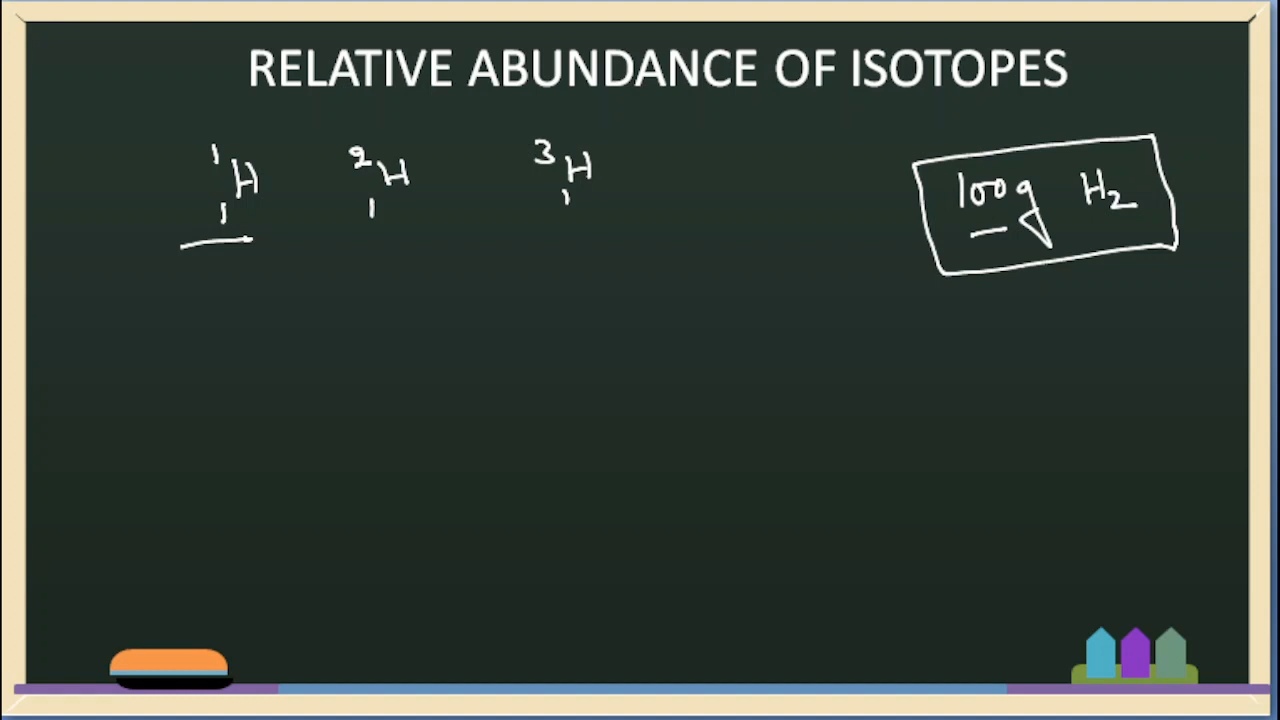 RELATIVE ABUNDANCE OF ISOTOPES
¹₁H ²₁H ³₁H
100g H₂